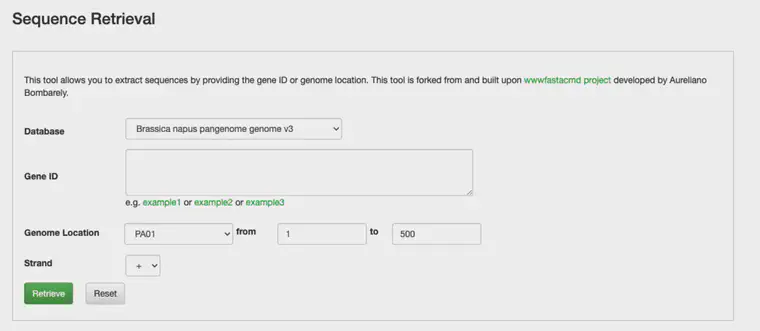 Sequence Retrieval
This tool allows you to extract sequences by providing the gene ID or genome location. This tool is forked from and built upon wwwfastacmd project developed by Aureliano
Bombarely.
Database Brassica napus pangenome genome v3
Gene ID
e.g. example1 or example2 or example3
Genome Location PA01 from 1 to 500
Strand +
Retrieve Reset